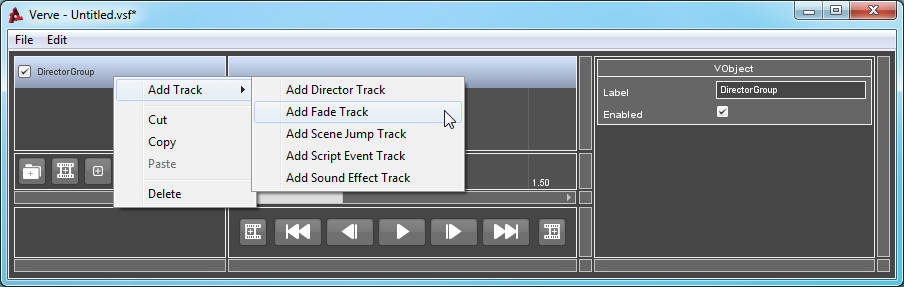 Verve - Untitled.vsf*
File Edit
DirectorGroup
Add Track
Cut
Copy
Paste
Delete
Add Director Track
Add Fade Track
Add Scene Jump Track
Add Script Event Track
Add Sound Effect Track
1.50
VObject
Label DirectorGroup
Enabled